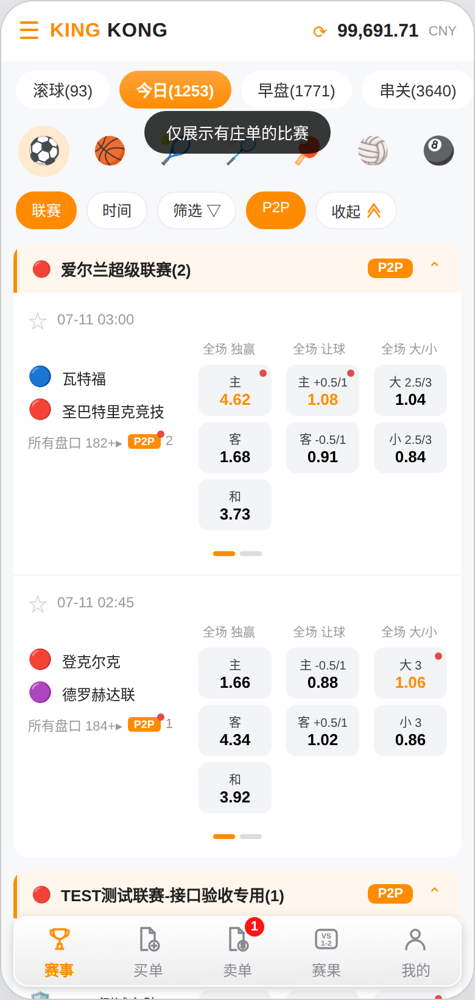 KING KONG
99,691.71 CNY
滚球(93) 今日(1253) 早盘(1771) 串关(3640)
仅展示有庄单的比赛
8
联赛 时间 筛选 ▽ P2P 收起
爱尔兰超级联赛(2) P2P
07-11 03:00
全场 独赢 全场 让球 全场 大/小
瓦特福
圣巴特里克竞技
所有盘口 182+▸ P2P 2
主 主 +0.5/1 大 2.5/3
4.62 1.08 1.04
客 客 -0.5/1 小 2.5/3
1.68 0.91 0.84
和
3.73
07-11 02:45
全场 独赢 全场 让球 全场 大/小
登克尔克
德罗赫达联
所有盘口 184+▸ P2P 1
主 主 -0.5/1 大 3
1.66 0.88 1.06
客 客 +0.5/1 小 3
4.34 1.02 0.86
和
3.92
TEST测试联赛-接口验收专用(1) P2P
1
VS
1-2
赛事 买单 卖单 赛果 我的